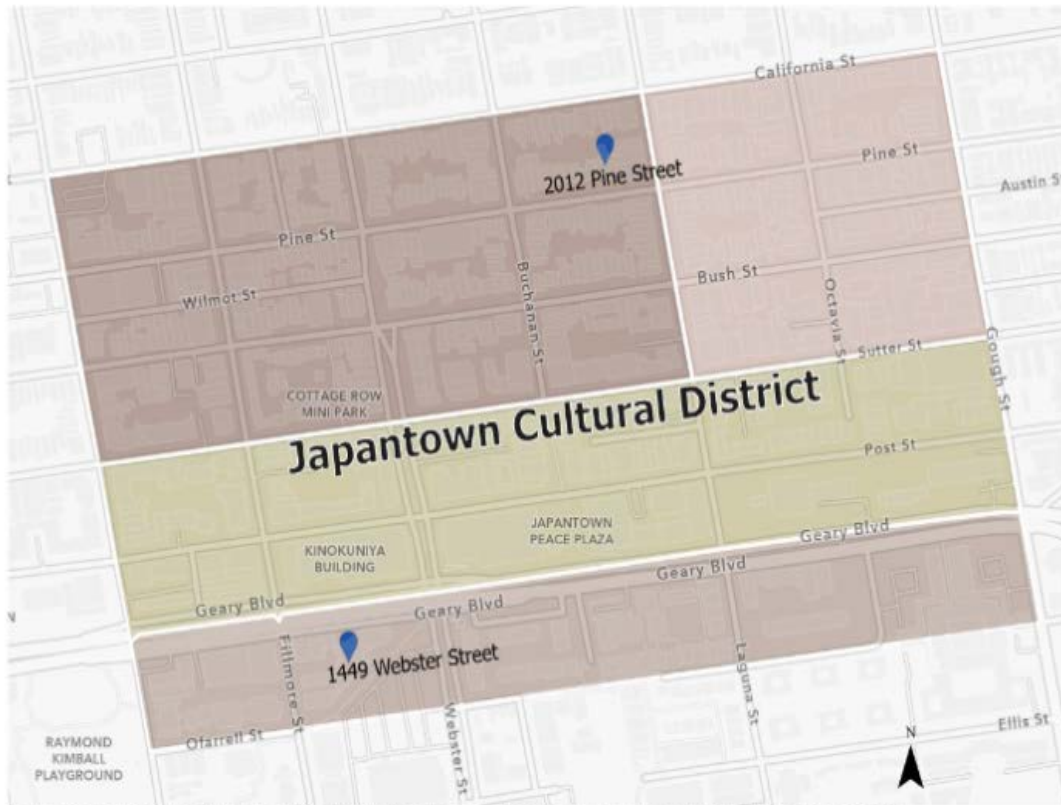 California St
Pine St
2012 Pine Street
Austin S
Pine St
Buchanan St
Bush St
Wilmot St
Octavia St
Sutter St
Gough St
COTTAGE ROW
MINI PARK
Japantown Cultural District
Post St
JAPANTOWN
PEACE PLAZA
KINOKUNIYA
BUILDING
Geary Blvd
Geary Blvd
Geary Blvd
Geary Blvd
1449 Webster Street
Fillmore St
Laguna St
Webster St
Ofarrell St
Ellis St
RAYMOND
KIMBALL
PLAYGROUND
N